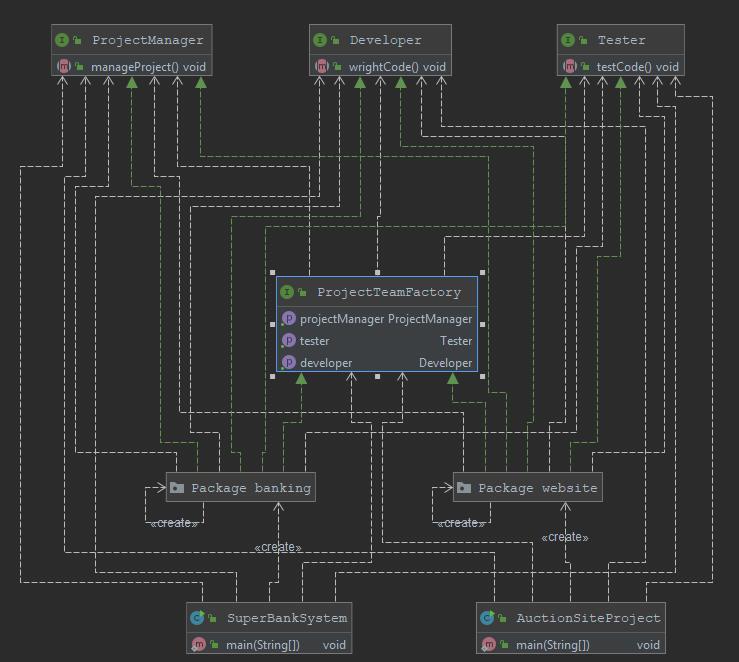 ProjectManager
manageProject() void
Developer
wrightCode() void
Tester
testCode() void
ProjectTeamFactory
projectManager ProjectManager
tester Tester
developer Developer
Package banking
Package website
«create»
«create»
«create»
«create»
SuperBankSystem
main(String[]) void
AuctionSiteProject
main(String[]) void